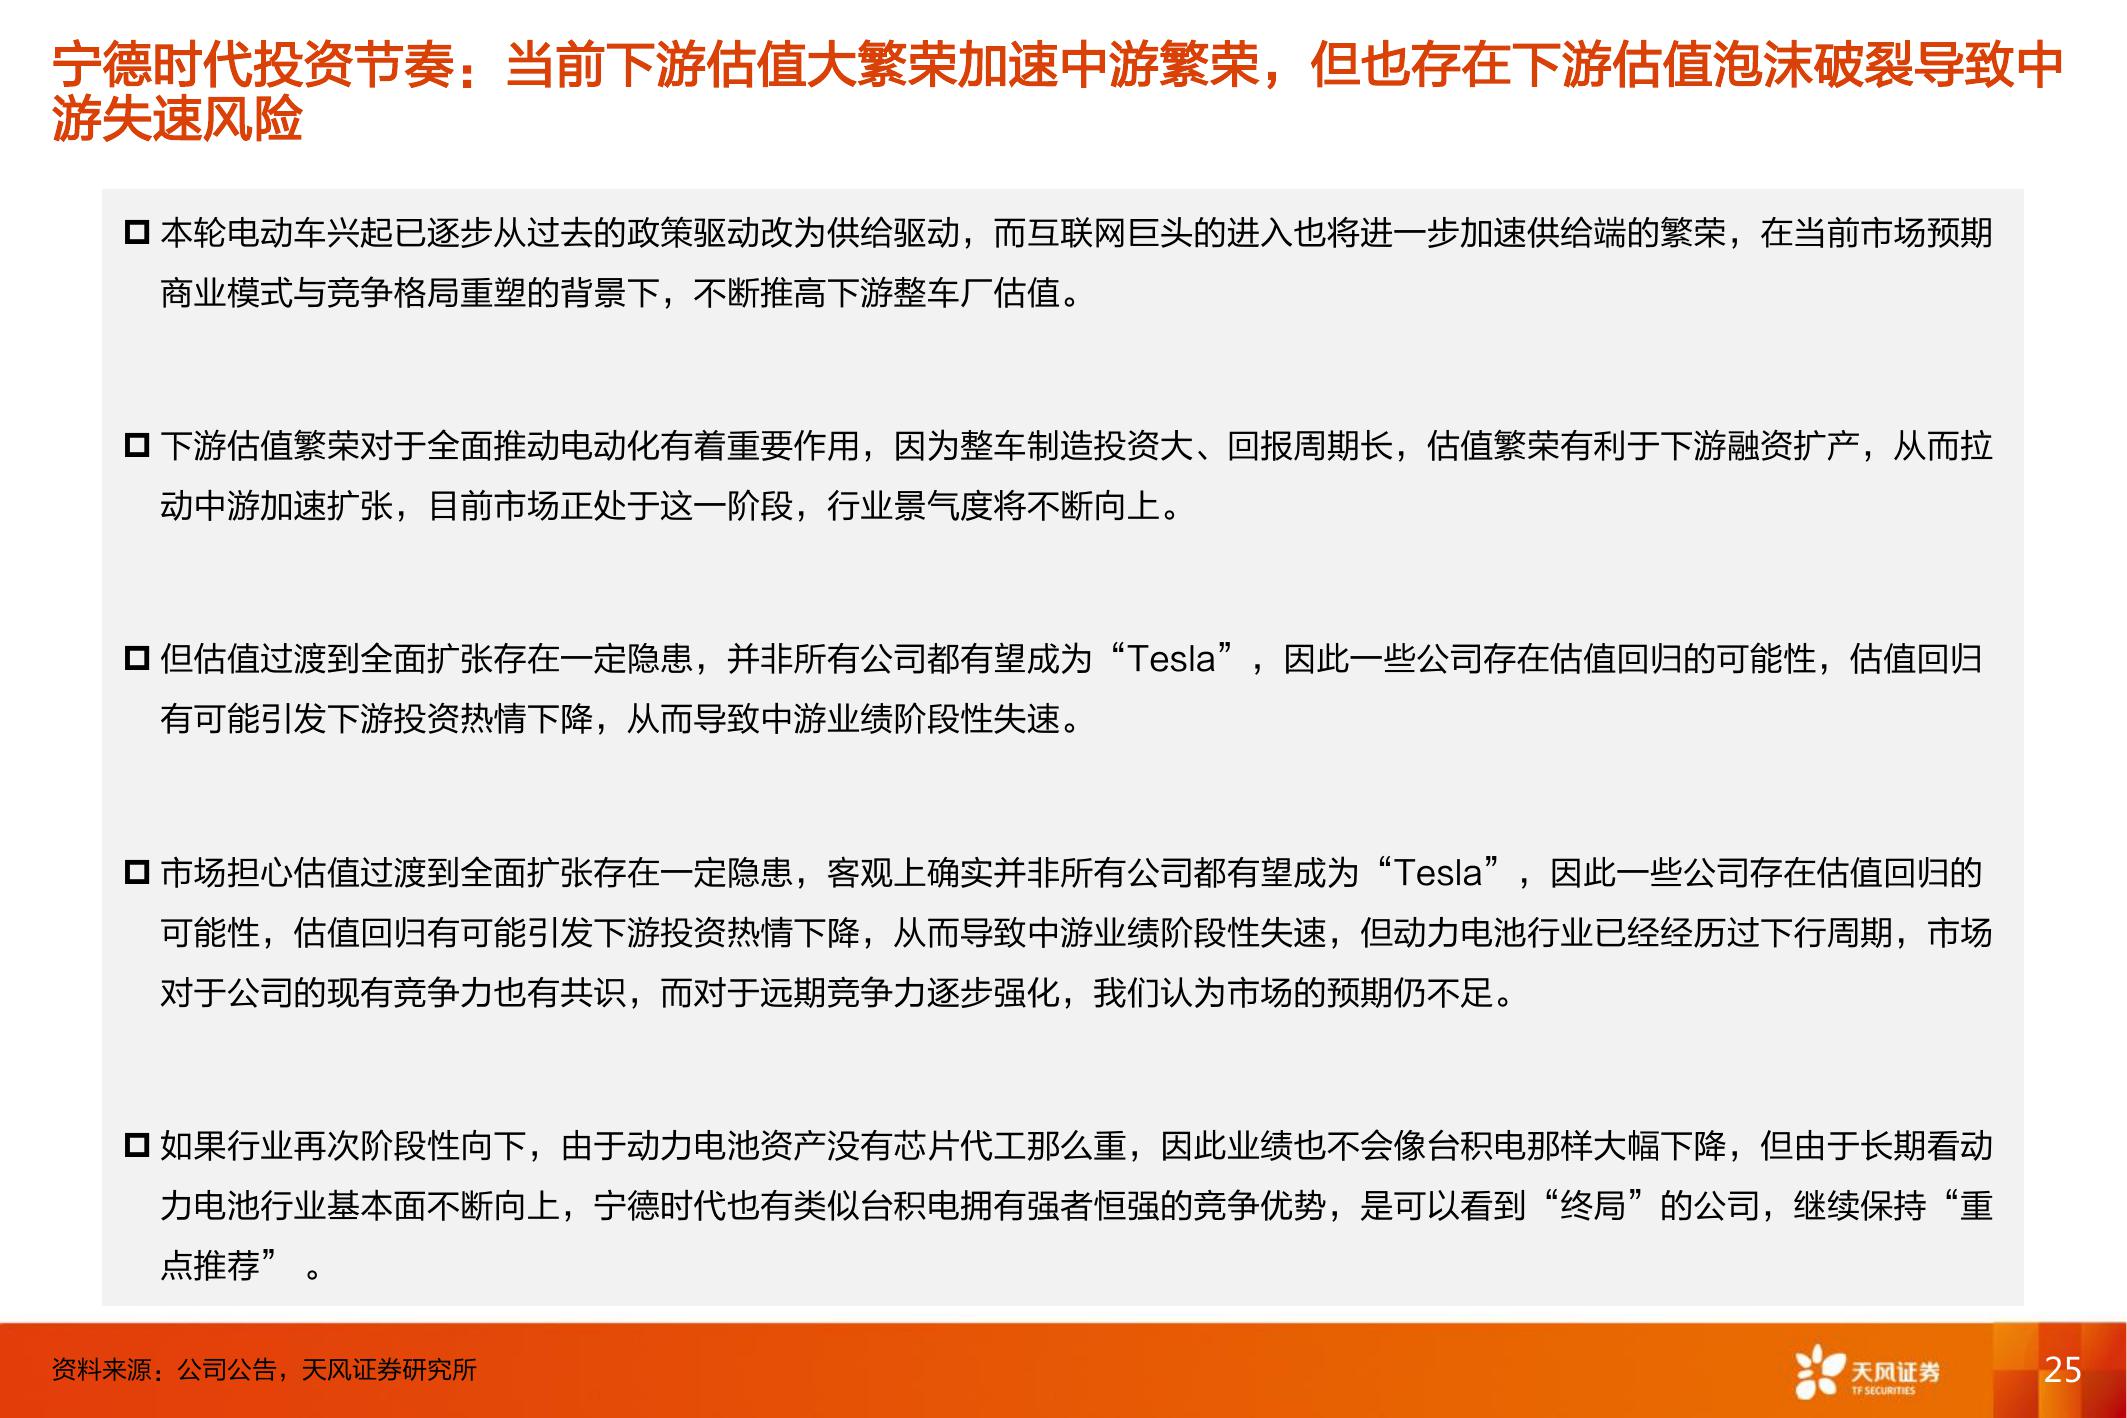 宁德时代投资节奏：当前下游估值大繁荣加速中游繁荣，但也存在下游估值泡沫破裂导致中
游失速风险
本轮电动车兴起已逐步从过去的政策驱动改为供给驱动，而互联网巨头的进入也将进一步加速供给端的繁荣，在当前市场预期
商业模式与竞争格局重塑的背景下，不断推高下游整车厂估值。
下游估值繁荣对于全面推动电动化有着重要作用，因为整车制造投资大、回报周期长，估值繁荣有利于下游融资扩产，从而拉
动中游加速扩张，目前市场正处于这一阶段，行业景气度将不断向上。
但估值过渡到全面扩张存在一定隐患，并非所有公司都有望成为“Tesla”，因此一些公司存在估值回归的可能性，估值回归
有可能引发下游投资热情下降，从而导致中游业绩阶段性失速。
市场担心估值过渡到全面扩张存在一定隐患，客观上确实并非所有公司都有望成为“Tesla”，因此一些公司存在估值回归的
可能性，估值回归有可能引发下游投资热情下降，从而导致中游业绩阶段性失速，但动力电池行业已经经历过下行周期，市场
对于公司的现有竞争力也有共识，而对于远期竞争力逐步强化，我们认为市场的预期仍不足。
如果行业再次阶段性向下，由于动力电池资产没有芯片代工那么重，因此业绩也不会像台积电那样大幅下降，但由于长期看动
力电池行业基本面不断向上，宁德时代也有类似台积电拥有强者恒强的竞争优势，是可以看到“终局”的公司，继续保持“重
点推荐” 。
资料来源：公司公告，天风证券研究所
天风证券
TF SECURITIES
25